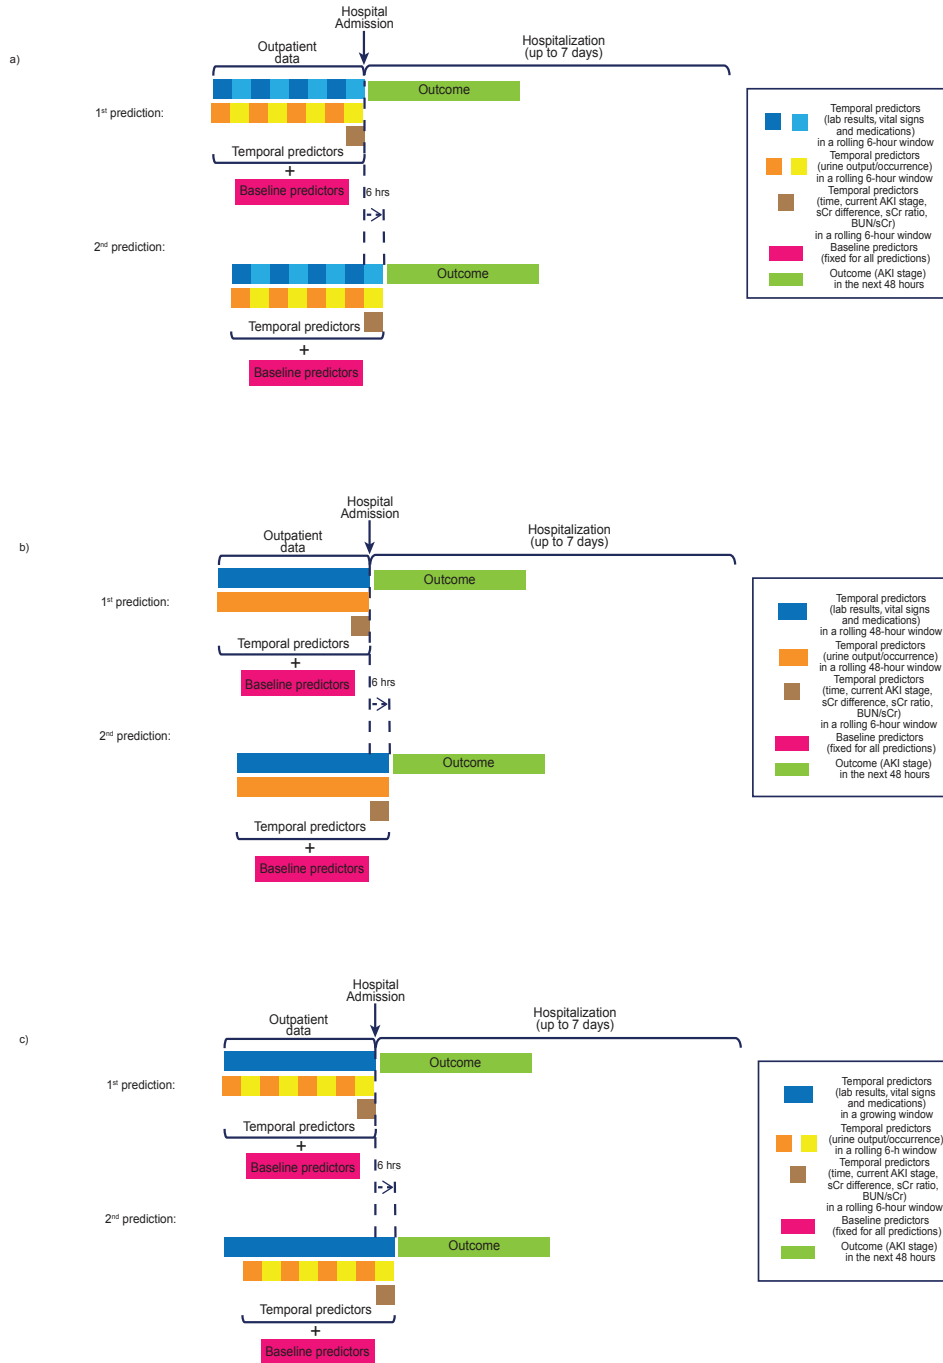 a)
Hospital
Admission
Outpatient
data
Hospitalization
(up to 7 days)
1st prediction:
Outcome
Temporal predictors
+
Baseline predictors
6 hrs
2nd prediction:
Outcome
Temporal predictors
+
Baseline predictors
Temporal predictors
(lab results, vital signs
and medications)
in a rolling 6-hour window
Temporal predictors
(urine output/occurrence)
in a rolling 6-hour window
Temporal predictors
(time, current AKI stage,
sCr difference, sCr ratio,
BUN/sCr)
in a rolling 6-hour window
Baseline predictors
(fixed for all predictions)
Outcome (AKI stage)
in the next 48 hours
b)
Hospital
Admission
Outpatient
data
Hospitalization
(up to 7 days)
1st prediction:
Outcome
Temporal predictors
+
Baseline predictors
6 hrs
2nd prediction:
Outcome
Temporal predictors
+
Baseline predictors
Temporal predictors
(lab results, vital signs
and medications)
in a rolling 48-hour window
Temporal predictors
(urine output/occurrence)
in a rolling 48-hour window
Temporal predictors
(time, current AKI stage,
sCr difference, sCr ratio,
BUN/sCr)
in a rolling 6-hour window
Baseline predictors
(fixed for all predictions)
Outcome (AKI stage)
in the next 48 hours
c)
Hospital
Admission
Outpatient
data
Hospitalization
(up to 7 days)
1st prediction:
Outcome
Temporal predictors
+
Baseline predictors
6 hrs
2nd prediction:
Outcome
Temporal predictors
+
Baseline predictors
Temporal predictors
(lab results, vital signs
and medications)
in a growing window
Temporal predictors
(urine output/occurrence)
in a rolling 6-h window
Temporal predictors
(time, current AKI stage,
sCr difference, sCr ratio,
BUN/sCr)
in a rolling 6-hour window
Baseline predictors
(fixed for all predictions)
Outcome (AKI stage)
in the next 48 hours